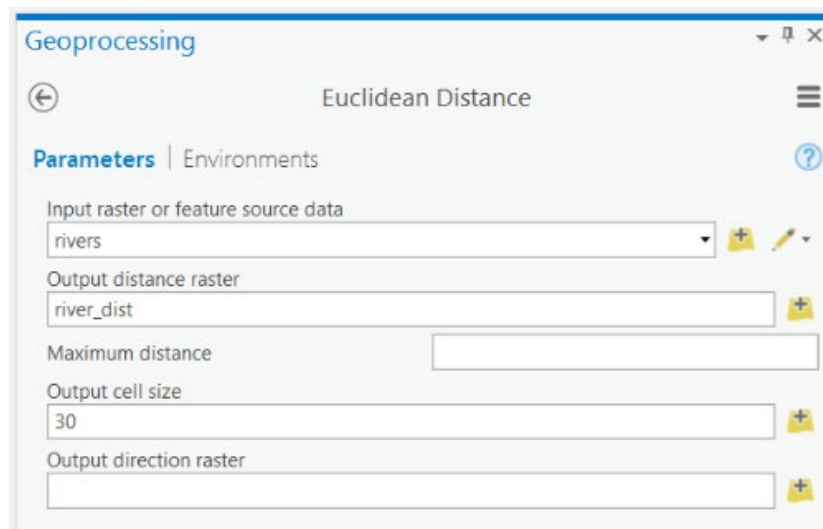 Geoprocessing
Euclidean Distance
Parameters | Environments
Input raster or feature source data
rivers
Output distance raster
river_dist
Maximum distance
Output cell size
30
Output direction raster